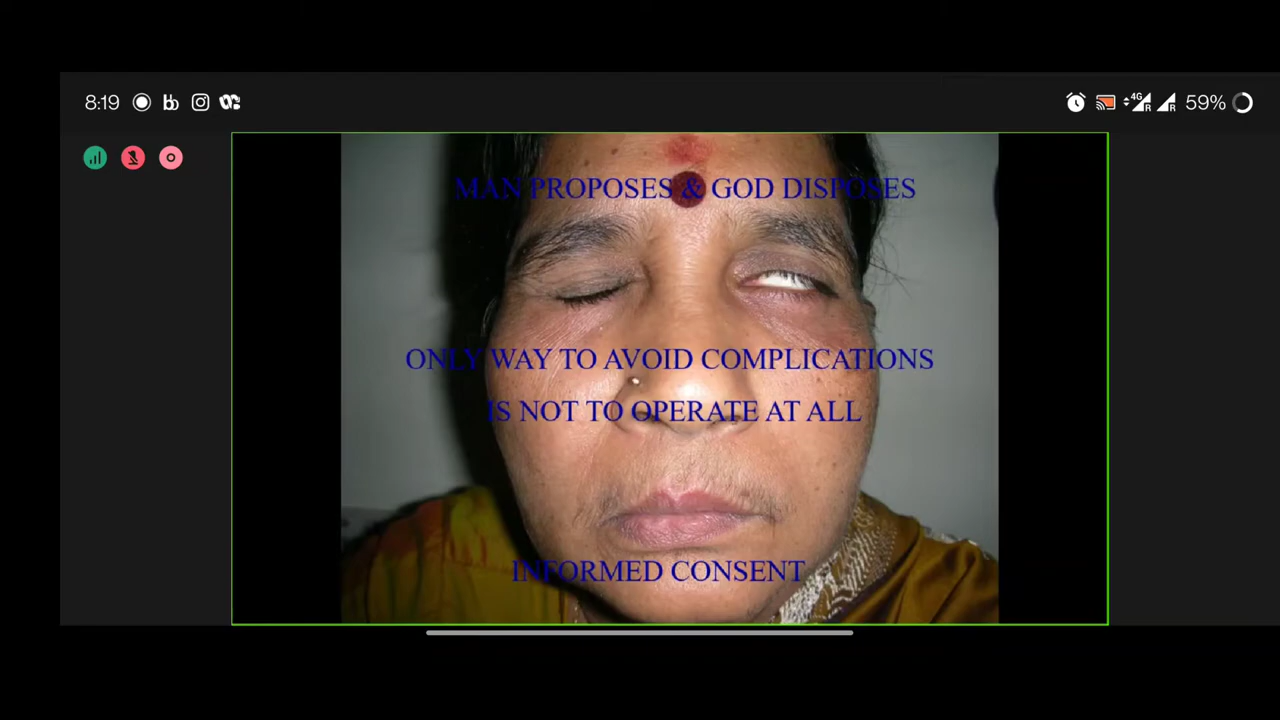 8:19
4G
R
R
59%
MAN PROPOSES & GOD DISPOSES
ONLY WAY TO AVOID COMPLICATIONS
IS NOT TO OPERATE AT ALL
INFORMED CONSENT